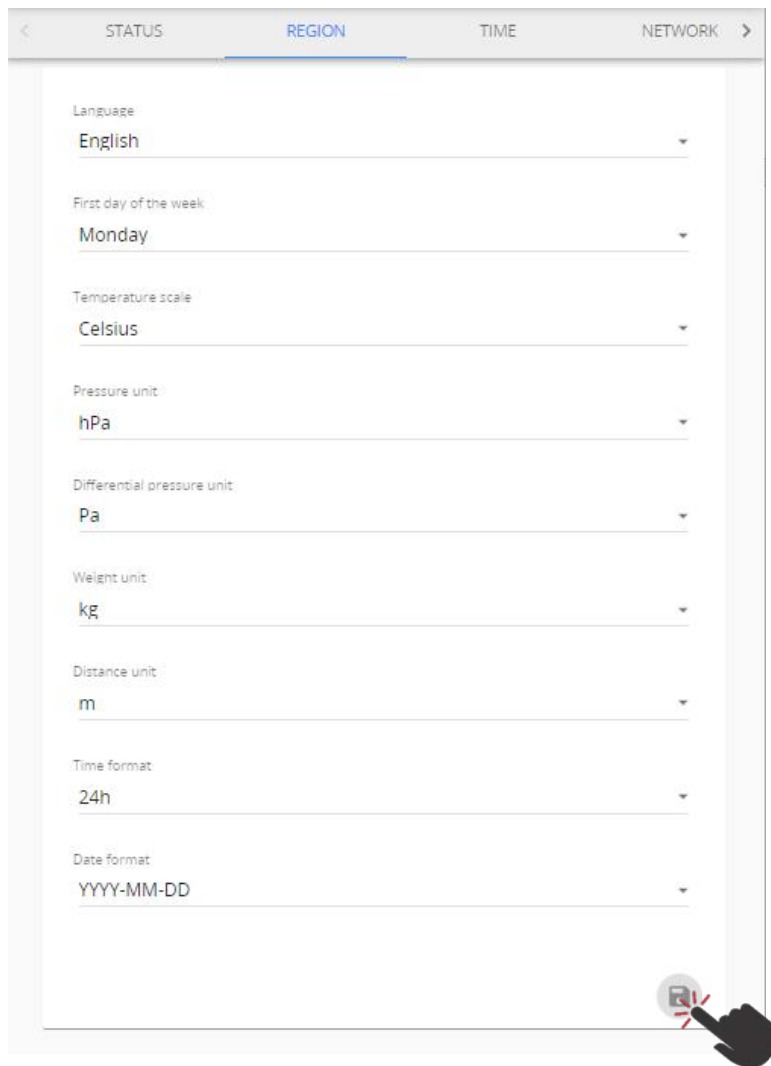 STATUS REGION TIME NETWORK
Language
English
First day of the week
Monday
Temperature scale
Celsius
Pressure unit
hPa
Differential pressure unit
Pa
Weight unit
kg
Distance unit
m
Time format
24h
Date format
YYYY-MM-DD